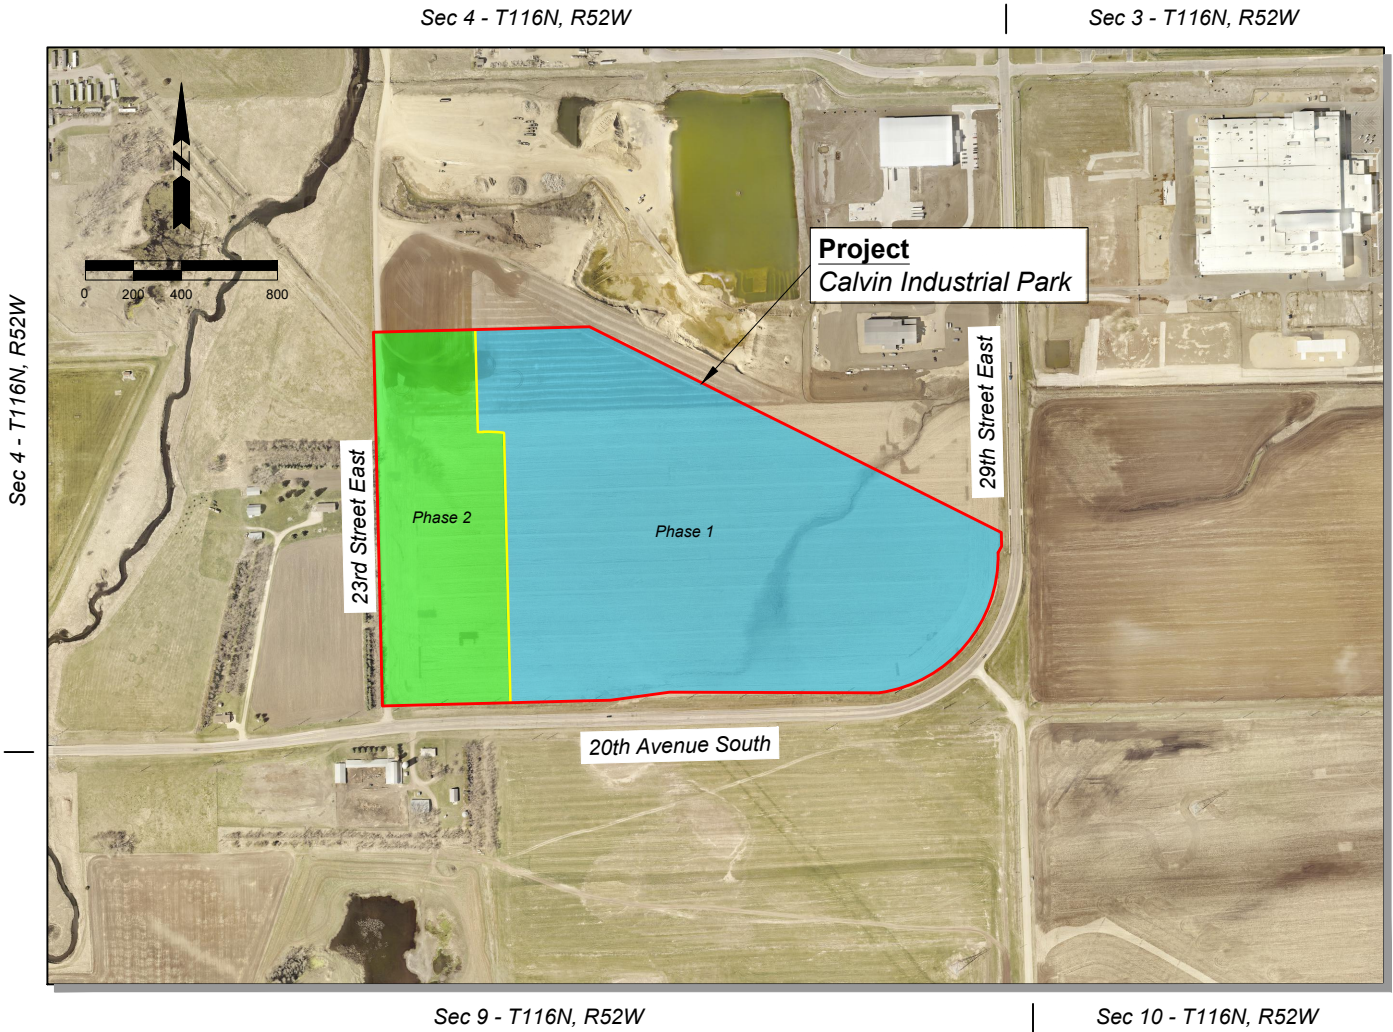 Sec 4 - T116N, R52W
Sec 3 - T116N, R52W
Project
Calvin Industrial Park
0 200 400 800
Sec 4 - T116N, R52W
29th Street East
23rd Street East
Phase 2
Phase 1
20th Avenue South
Sec 9 - T116N, R52W
Sec 10 - T116N, R52W